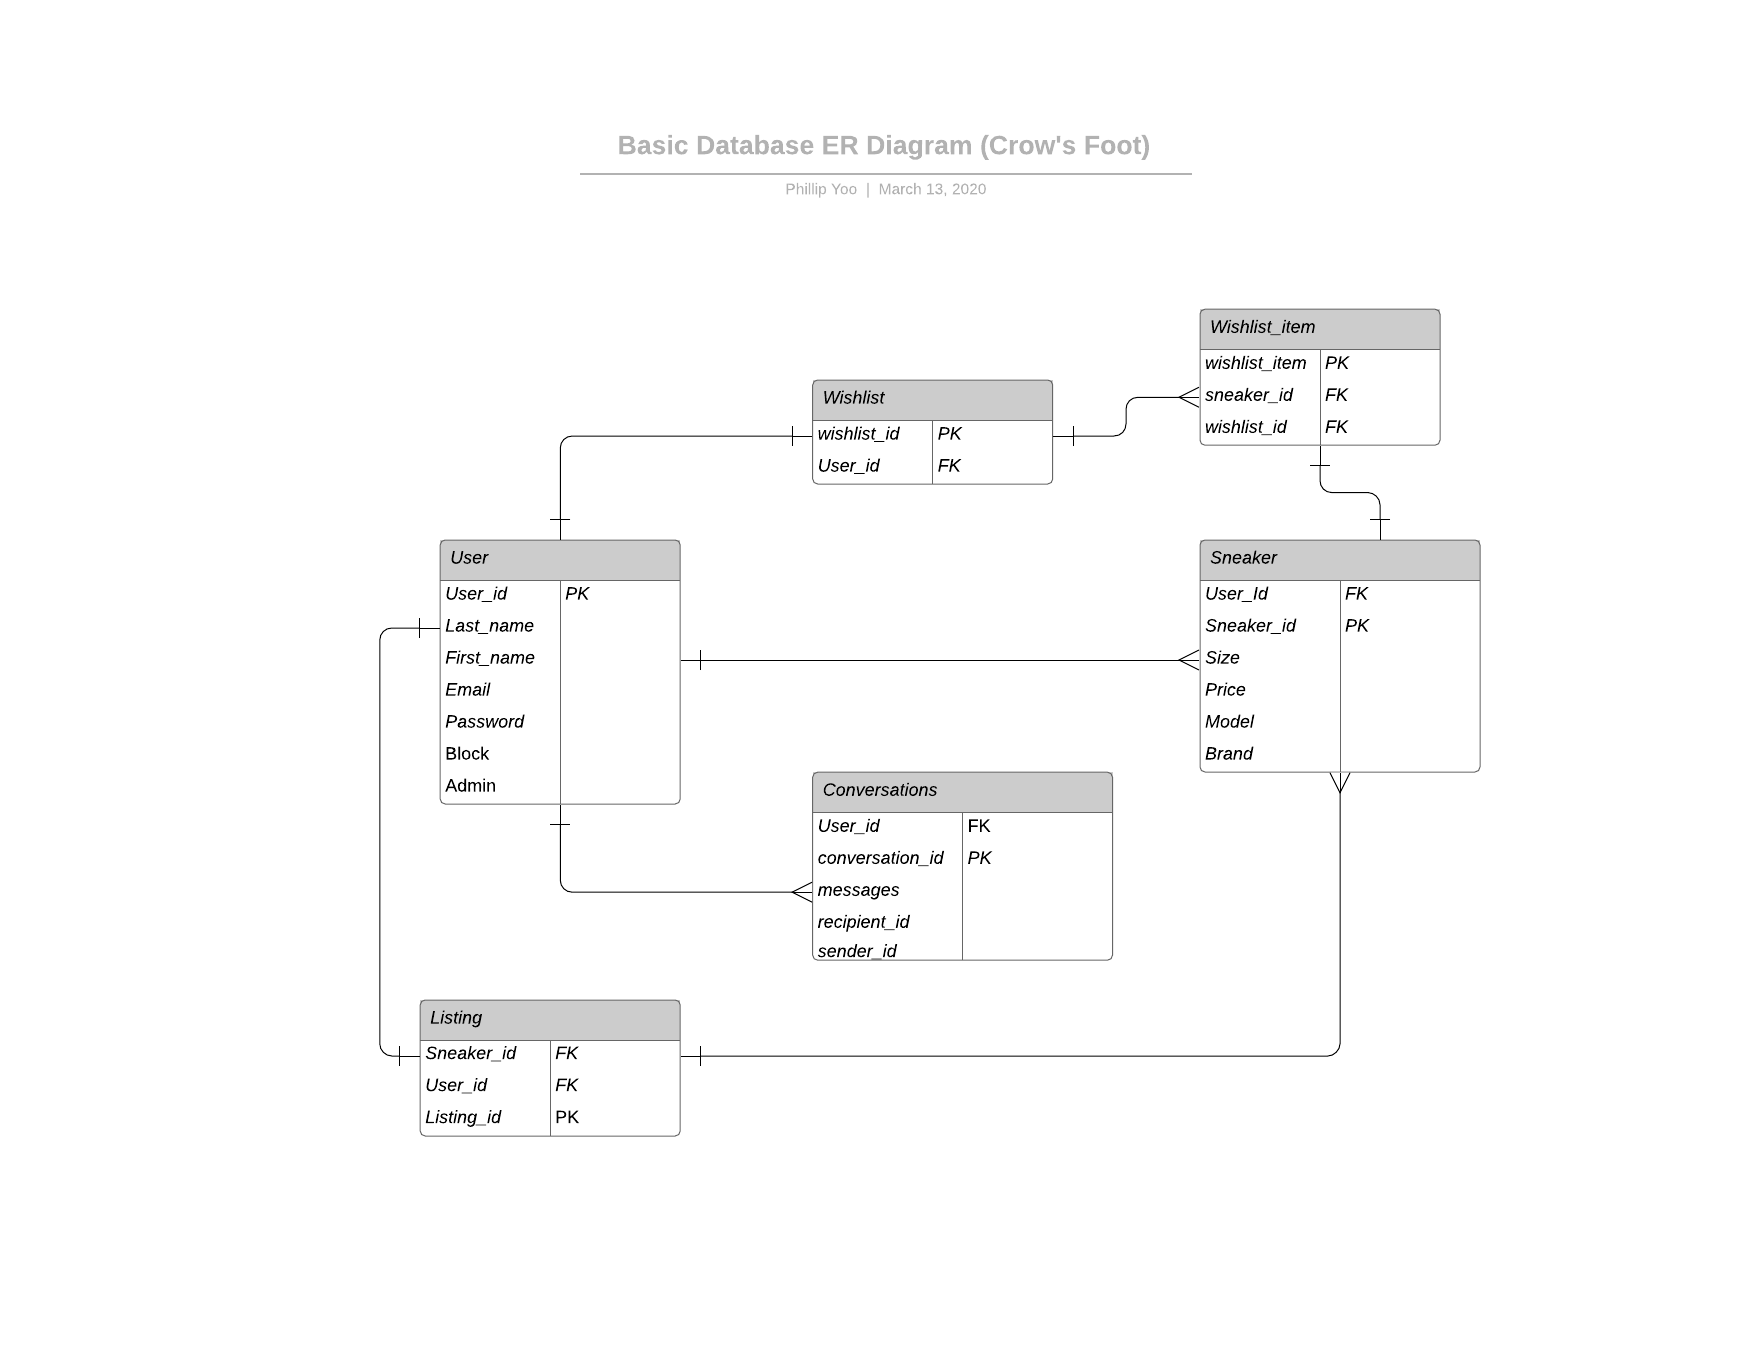 Basic Database ER Diagram (Crow's Foot)
Phillip Yoo | March 13, 2020
Wishlist_item
wishlist_item PK
sneaker_id FK
wishlist_id FK
Wishlist
wishlist_id PK
User_id FK
User
User_id PK
Last_name
First_name
Email
Password
Block
Admin
Sneaker
User_Id FK
Sneaker_id PK
Size
Price
Model
Brand
Conversations
User_id FK
conversation_id PK
messages
recipient_id
sender_id
Listing
Sneaker_id FK
User_id FK
Listing_id PK